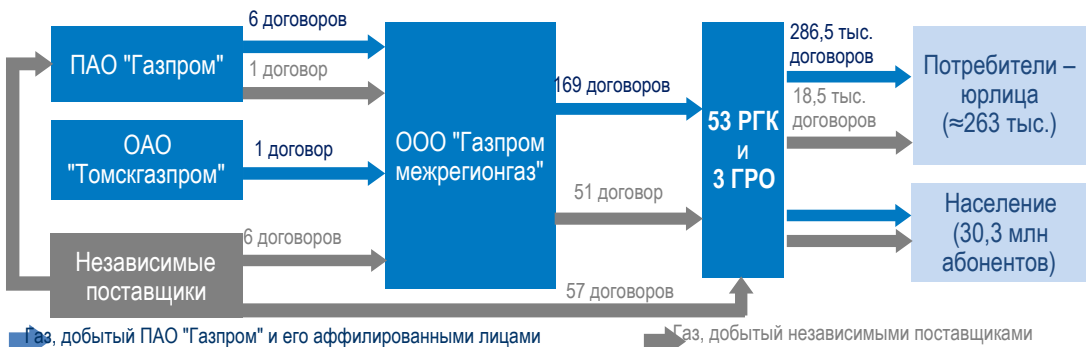 6 договоров
ПАО "Газпром"
1 договор
ОАО
"Томскгазпром"
1 договор
Независимые
поставщики
6 договоров
57 договоров
ООО "Газпром
межрегионгаз"
169 договоров
51 договор
53 РГК
и
3 ГРО
286,5 тыс.
договоров
18,5 тыс.
договоров
Потребители –
юрлица
(≈263 тыс.)
Население
(30,3 млн
абонентов)
Газ, добытый ПАО "Газпром" и его аффилированными лицами
Газ, добытый независимыми поставщиками